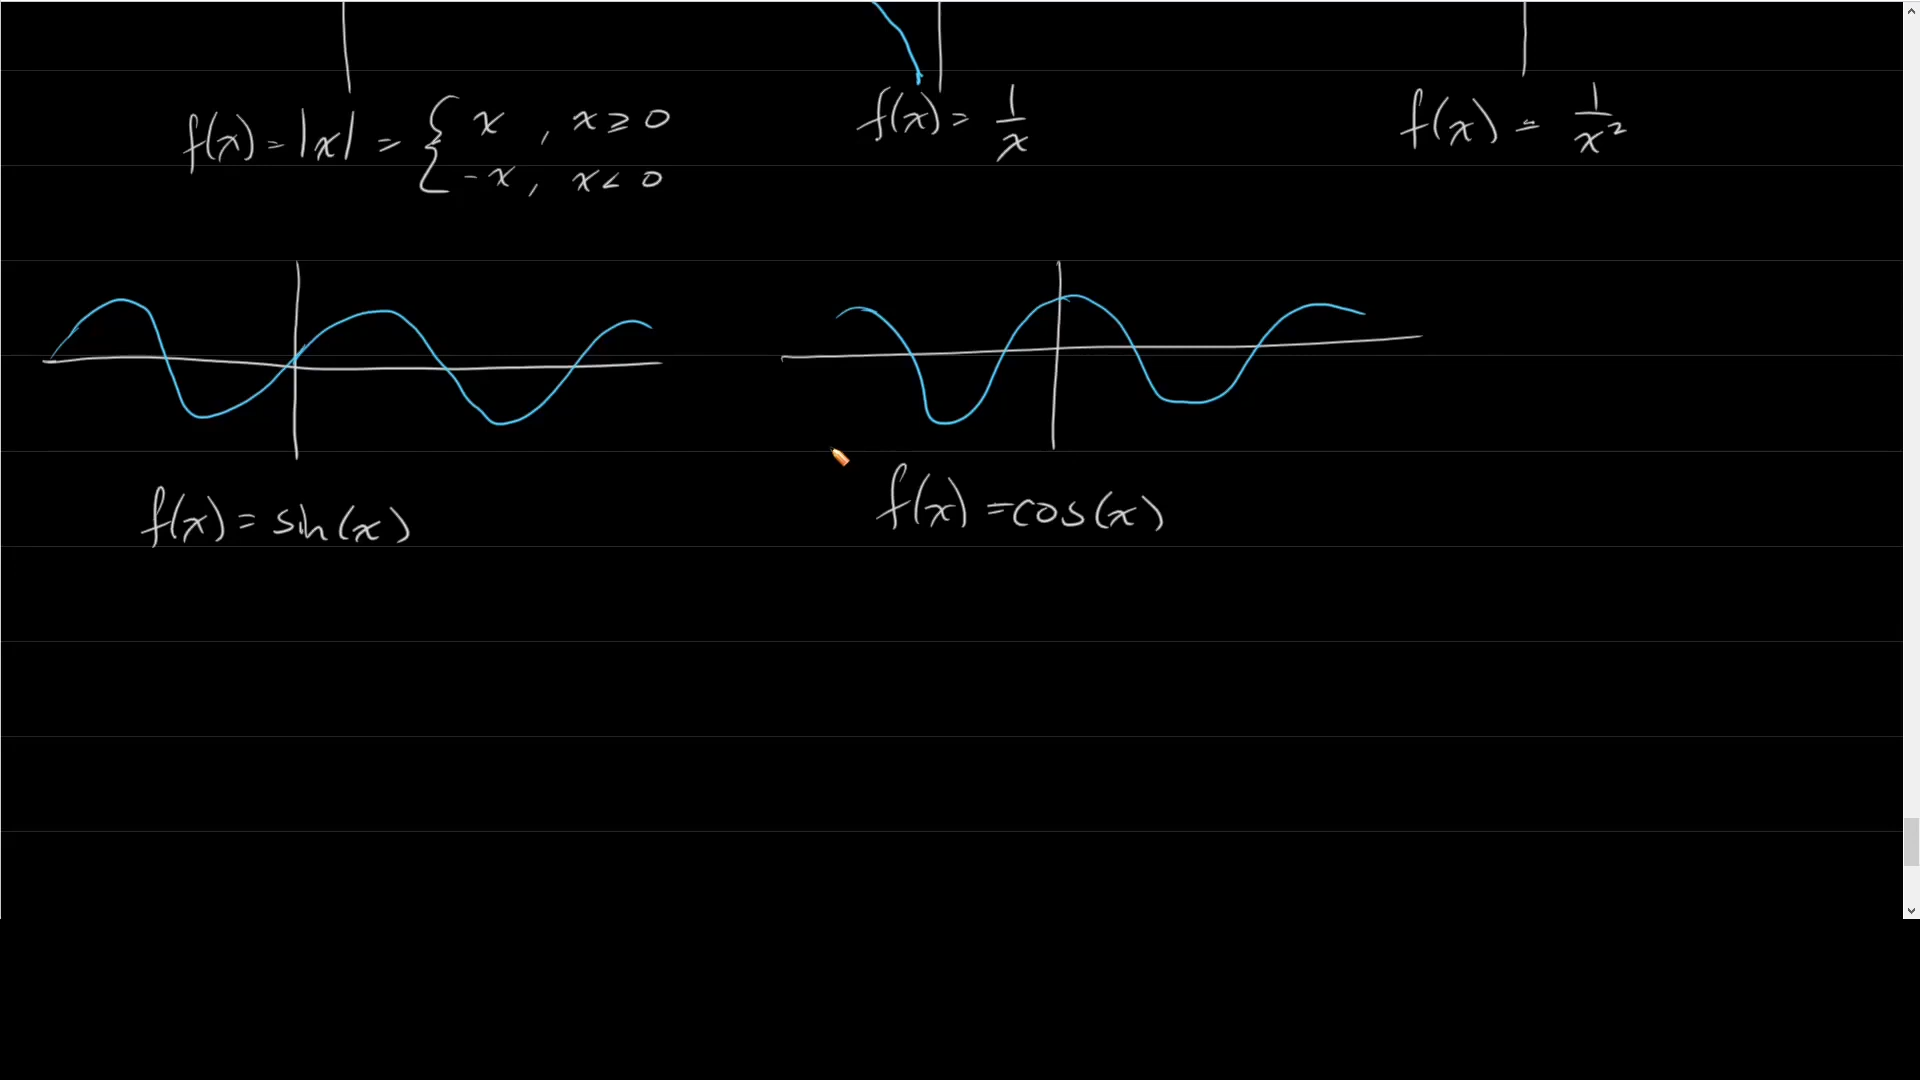 f(x) = |x| = { x , x ≥ 0
-x , x < 0
f(x) = 1/x
f(x) = 1/x²
f(x) = sin(x)
f(x) = cos(x)